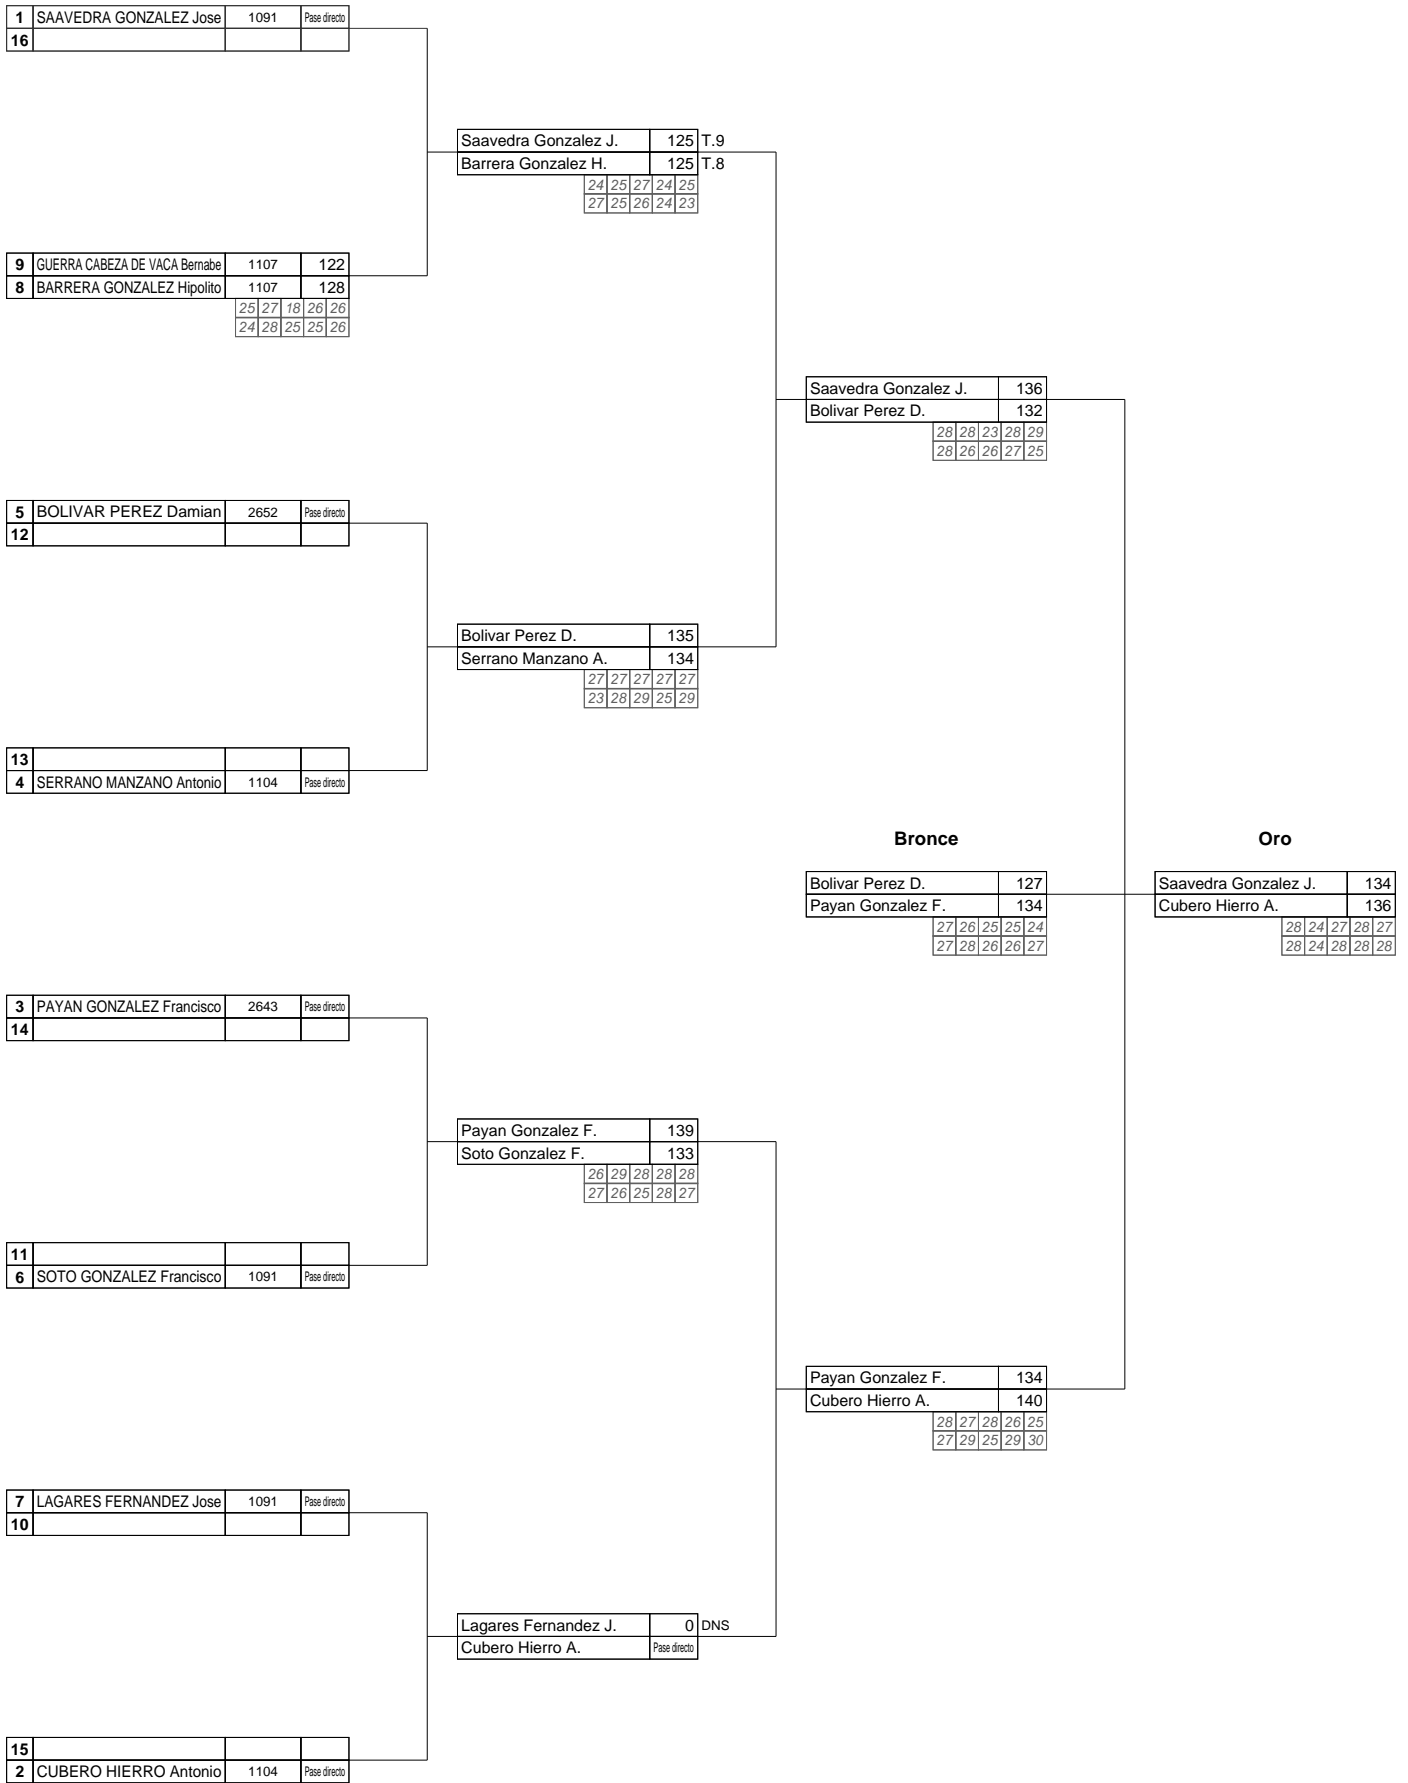 1 SAAVEDRA GONZALEZ Jose 1091 Pase directo
16
Saavedra Gonzalez J. 125 T.9
Barrera Gonzalez H. 125 T.8
24 25 27 24 25
27 25 26 24 23
9 GUERRA CABEZA DE VACA Bernabe 1107 122
8 BARRERA GONZALEZ Hipolito 1107 128
25 27 18 26 26
24 28 25 25 26
Saavedra Gonzalez J. 136
Bolivar Perez D. 132
28 28 23 28 29
28 26 26 27 25
5 BOLIVAR PEREZ Damian 2652 Pase directo
12
Bolivar Perez D. 135
Serrano Manzano A. 134
27 27 27 27 27
23 28 29 25 29
13
4 SERRANO MANZANO Antonio 1104 Pase directo
Bronce Oro
Bolivar Perez D. 127 Saavedra Gonzalez J. 134
Payan Gonzalez F. 134 Cubero Hierro A. 136
27 26 25 25 24 28 24 27 28 27
27 28 26 26 27 28 24 28 28 28
3 PAYAN GONZALEZ Francisco 2643 Pase directo
14
Payan Gonzalez F. 139
Soto Gonzalez F. 133
26 29 28 28 28
27 26 25 28 27
11
6 SOTO GONZALEZ Francisco 1091 Pase directo
Payan Gonzalez F. 134
Cubero Hierro A. 140
28 27 28 26 25
27 29 25 29 30
7 LAGARES FERNANDEZ Jose 1091 Pase directo
10
Lagares Fernandez J. 0 DNS
Cubero Hierro A. Pase directo
15
2 CUBERO HIERRO Antonio 1104 Pase directo